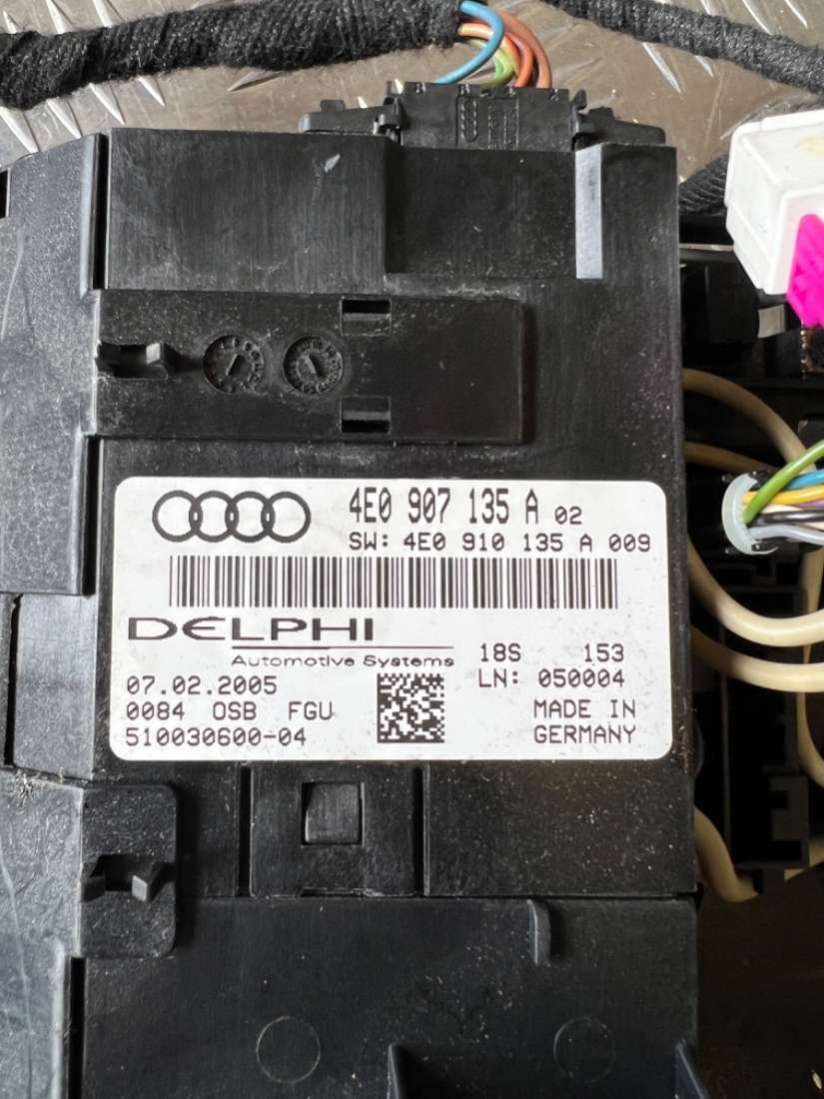 4E0 907 135 A 02
SW: 4E0 910 135 A 009
DELPHI
Automotive Systems
18S 153
07.02.2005
LN: 050004
0084 OSB FGU
MADE IN
510030600-04
GERMANY